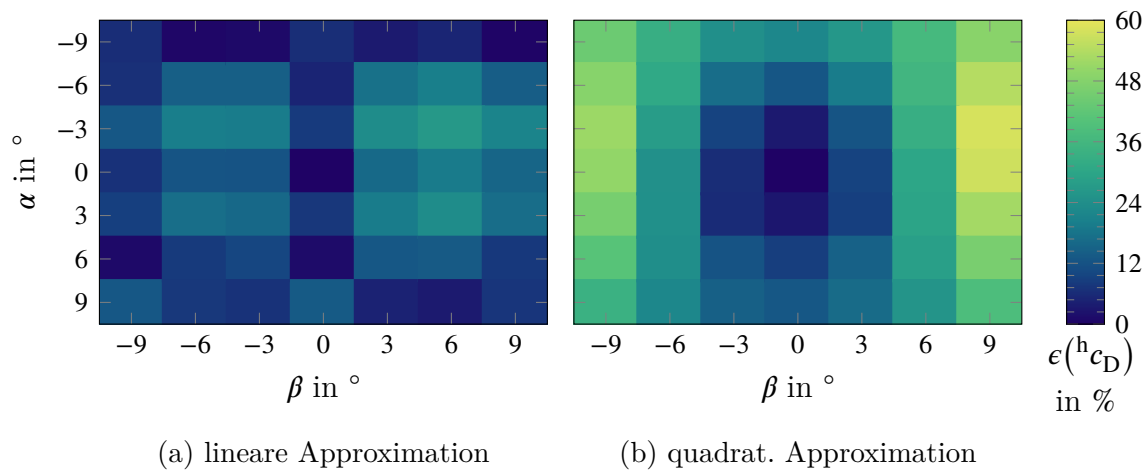 −9
−6
−3
0
3
6
9
α in °
−9 −6 −3 0 3 6 9
β in °
(a) lineare Approximation
−9 −6 −3 0 3 6 9
β in °
(b) quadrat. Approximation
60
48
36
24
12
0
ϵ(ʰc_D)
in %